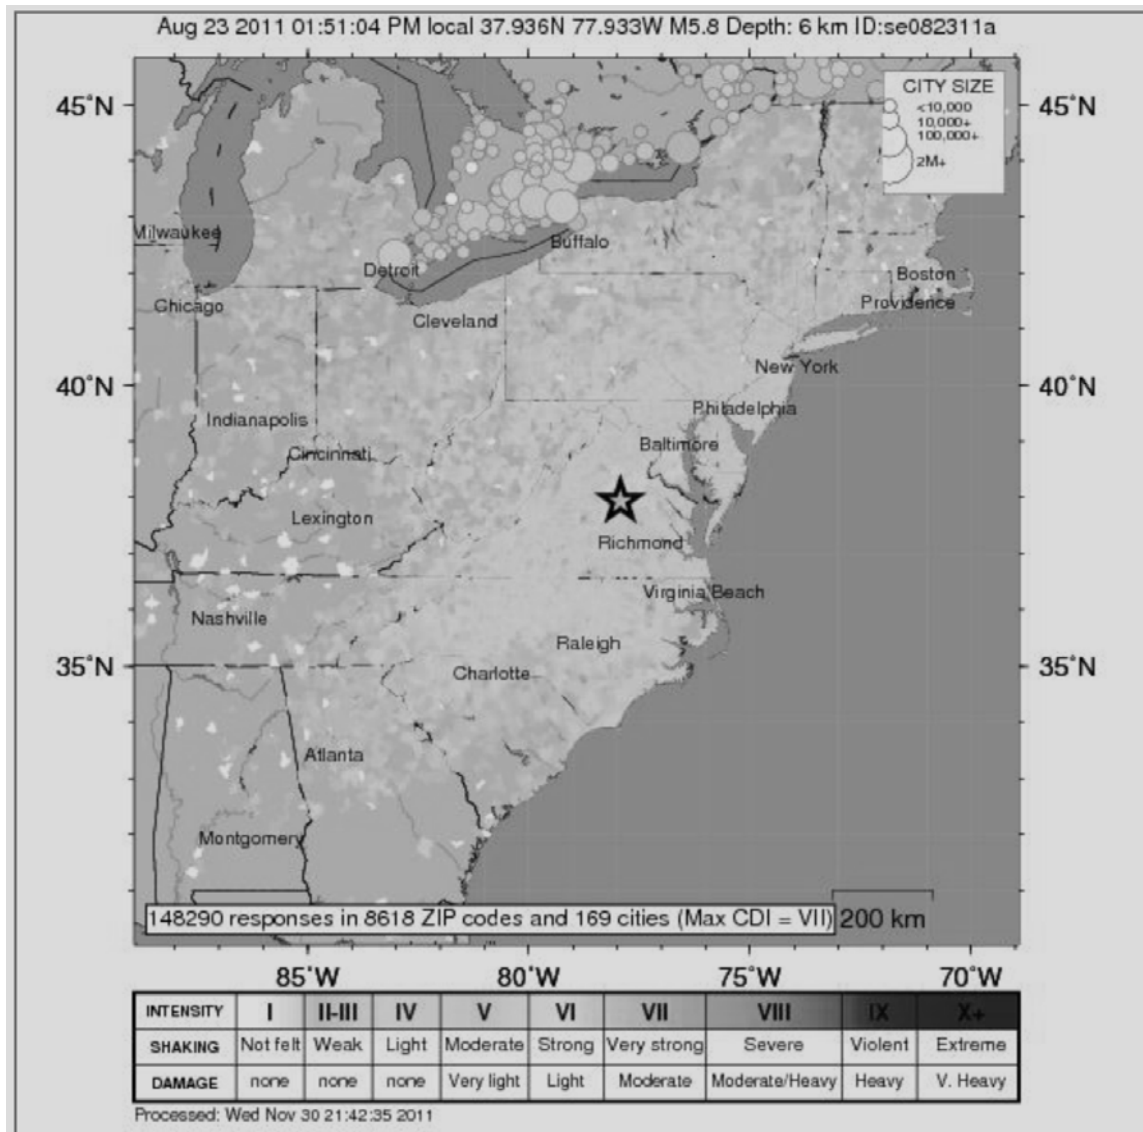 Aug 23 2011 01:51:04 PM local 37.936N 77.933W M5.8 Depth: 6 km ID:se082311a
CITY SIZE
<10,000
10,000+
100,000+
2M+
45˚N
45˚N
Milwaukee
Buffalo
Detroit
Boston
Chicago
Providence
Cleveland
New York
40˚N
40˚N
Philadelphia
Indianapolis
Baltimore
Cincinnati
Lexington
Richmond
Virginia Beach
Nashville
Raleigh
35˚N
Charlotte
35˚N
Atlanta
Montgomery
148290 responses in 8618 ZIP codes and 169 cities (Max CDI = VII)
200 km
85˚W 80˚W 75˚W 70˚W
INTENSITY I II-III IV V VI VII VIII IX X+
SHAKING Not felt Weak Light Moderate Strong Very strong Severe Violent Extreme
DAMAGE none none none Very light Light Moderate Moderate/Heavy Heavy V. Heavy
Processed: Wed Nov 30 21:42:35 2011